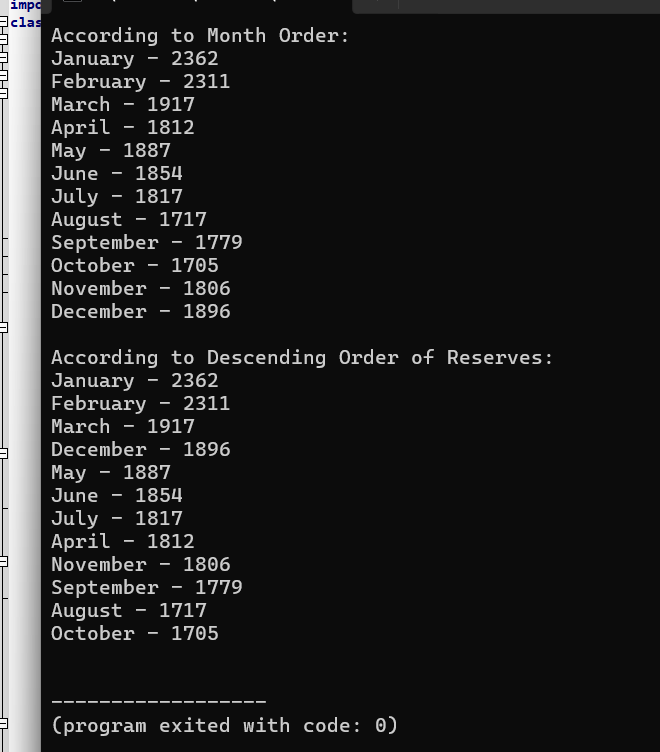 impo
clas
According to Month Order:
January - 2362
February - 2311
March - 1917
April - 1812
May - 1887
June - 1854
July - 1817
August - 1717
September - 1779
October - 1705
November - 1806
December - 1896
According to Descending Order of Reserves:
January - 2362
February - 2311
March - 1917
December - 1896
May - 1887
June - 1854
July - 1817
April - 1812
November - 1806
September - 1779
August - 1717
October - 1705
------------------
(program exited with code: 0)